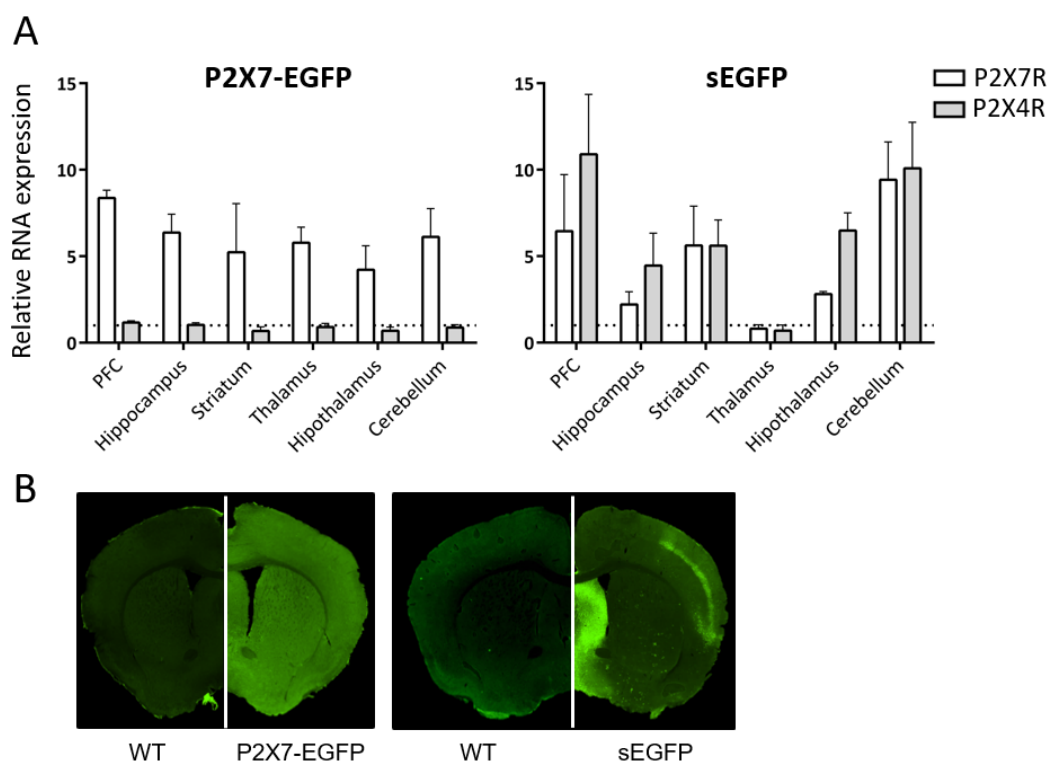 A
P2X7-EGFP
sEGFP
P2X7R
P2X4R
Relative RNA expression
15
10
5
0
PFC
Hippocampus
Striatum
Thalamus
Hipothalamus
Cerebellum
15
10
5
0
PFC
Hippocampus
Striatum
Thalamus
Hipothalamus
Cerebellum
B
WT
P2X7-EGFP
WT
sEGFP